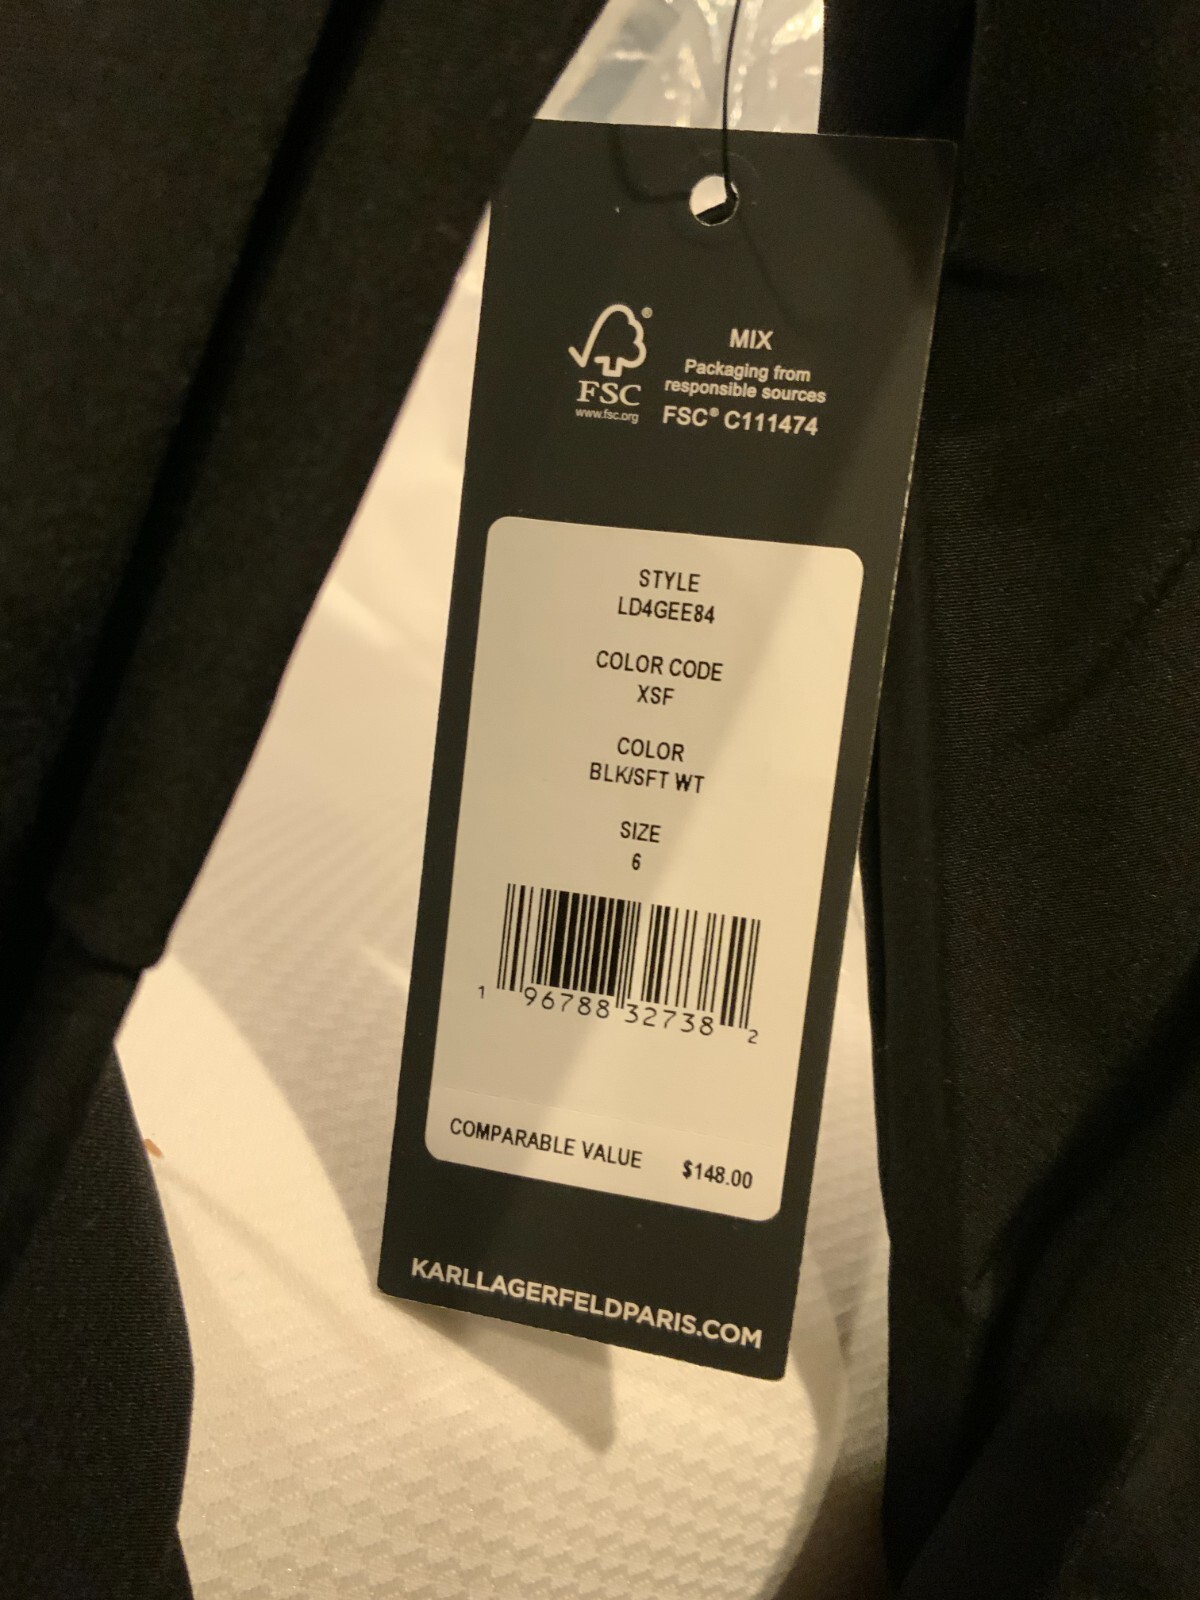 ®
FSC
www.fsc.org
MIX
Packaging from
responsible sources
FSC® C111474
STYLE
LD4GEE84
COLOR CODE
XSF
COLOR
BLK/SFT WT
SIZE
6
1 96788 32738 2
COMPARABLE VALUE $148.00
KARLLAGERFELDPARIS.COM